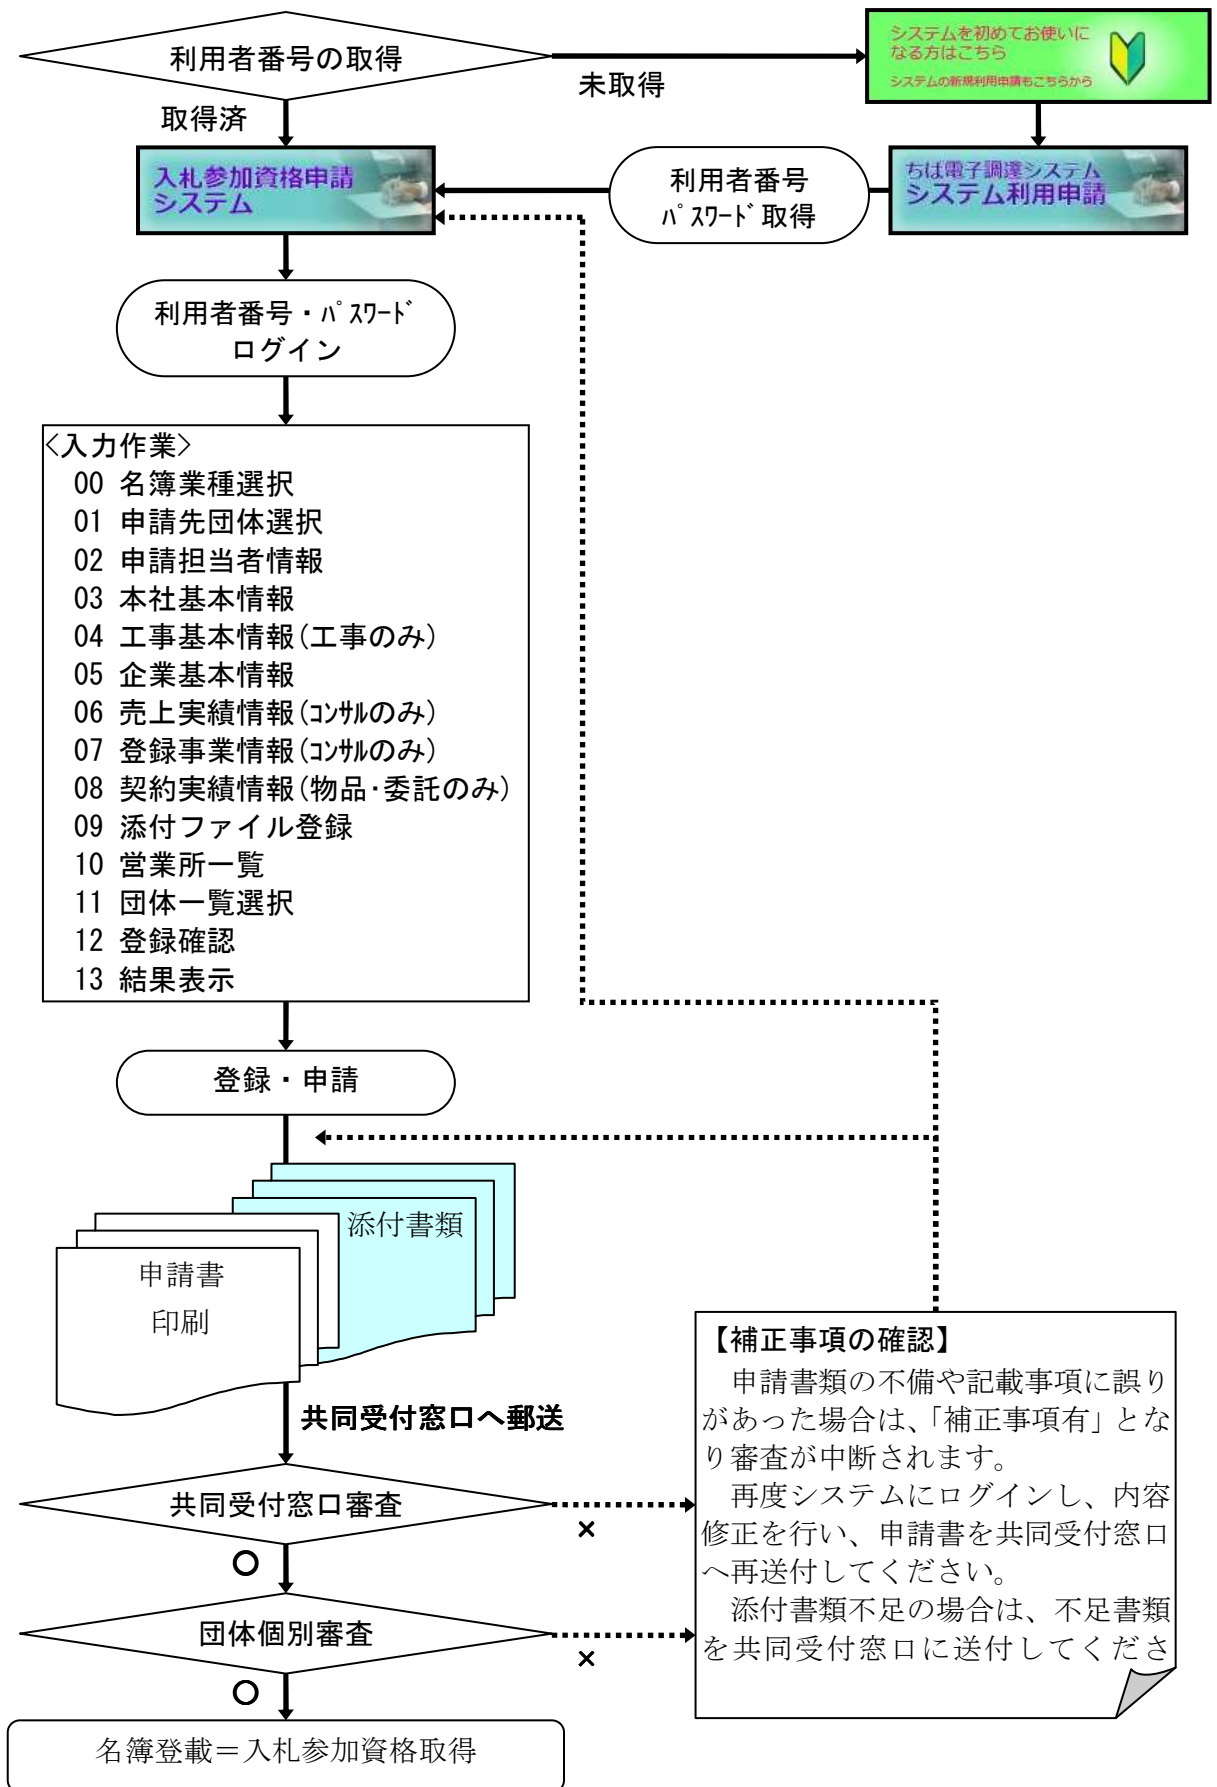 利用者番号の取得
システムを初めてお使いに
なる方はこちら
システムの新規利用申請もこちらから
未取得
取得済
入札参加資格申請
システム
利用者番号
ﾊﾟｽﾜｰﾄﾞ取得
ちば電子調達システム
システム利用申請
利用者番号・ﾊﾟｽﾜｰﾄﾞ
ログイン
<入力作業>
00 名簿業種選択
01 申請先団体選択
02 申請担当者情報
03 本社基本情報
04 工事基本情報(工事のみ)
05 企業基本情報
06 売上実績情報(ｺﾝｻﾙのみ)
07 登録事業情報(ｺﾝｻﾙのみ)
08 契約実績情報(物品･委託のみ)
09 添付ファイル登録
10 営業所一覧
11 団体一覧選択
12 登録確認
13 結果表示
登録・申請
添付書類
申請書
印刷
共同受付窓口へ郵送
【補正事項の確認】
申請書類の不備や記載事項に誤り
があった場合は、「補正事項有」とな
り審査が中断されます。
再度システムにログインし、内容
修正を行い、申請書を共同受付窓口
へ再送付してください。
添付書類不足の場合は、不足書類
を共同受付窓口に送付してくださ
共同受付窓口審査
×
○
団体個別審査
×
○
名簿登載＝入札参加資格取得